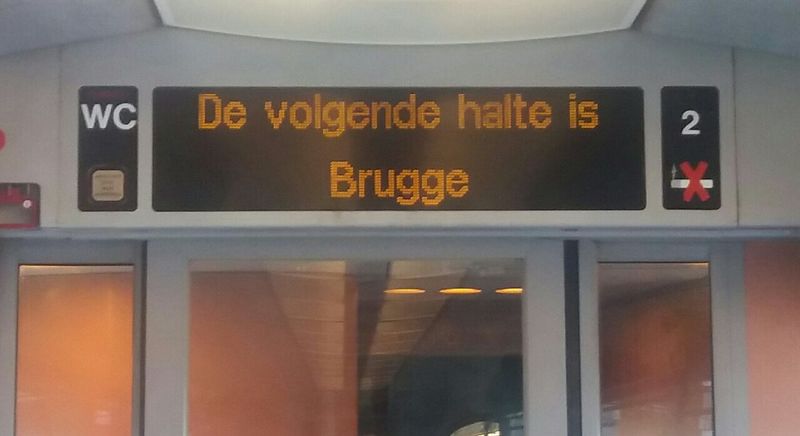 WC
De volgende halte is
Brugge
2